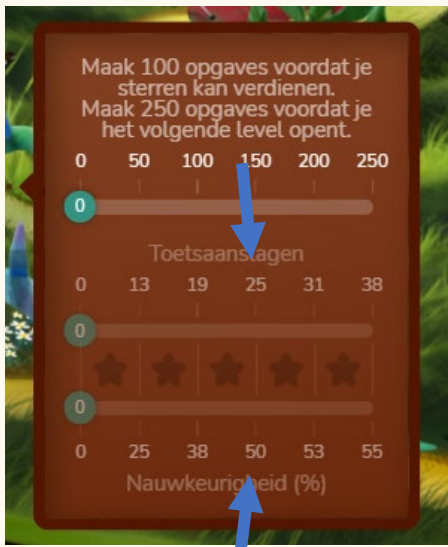 Maak 100 opgaves voordat je
sterren kan verdienen.
Maak 250 opgaves voordat je
het volgende level opent.
0 50 100 150 200 250
0
Toetsaanslagen
0 13 19 25 31 38
0
0
0 25 38 50 53 55
Nauwkeurigheid (%)